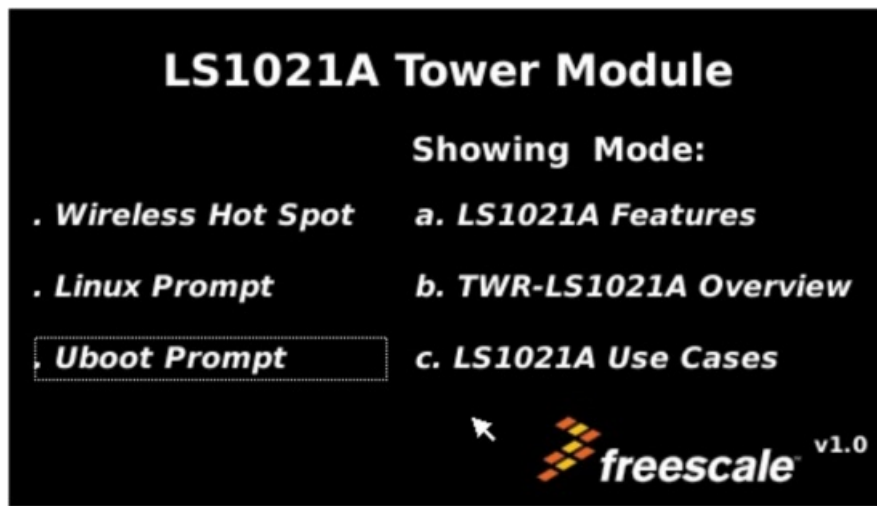 LS1021A Tower Module
Showing Mode:
. Wireless Hot Spot
a. LS1021A Features
. Linux Prompt
b. TWR-LS1021A Overview
. Uboot Prompt
c. LS1021A Use Cases
freescale™ v1.0